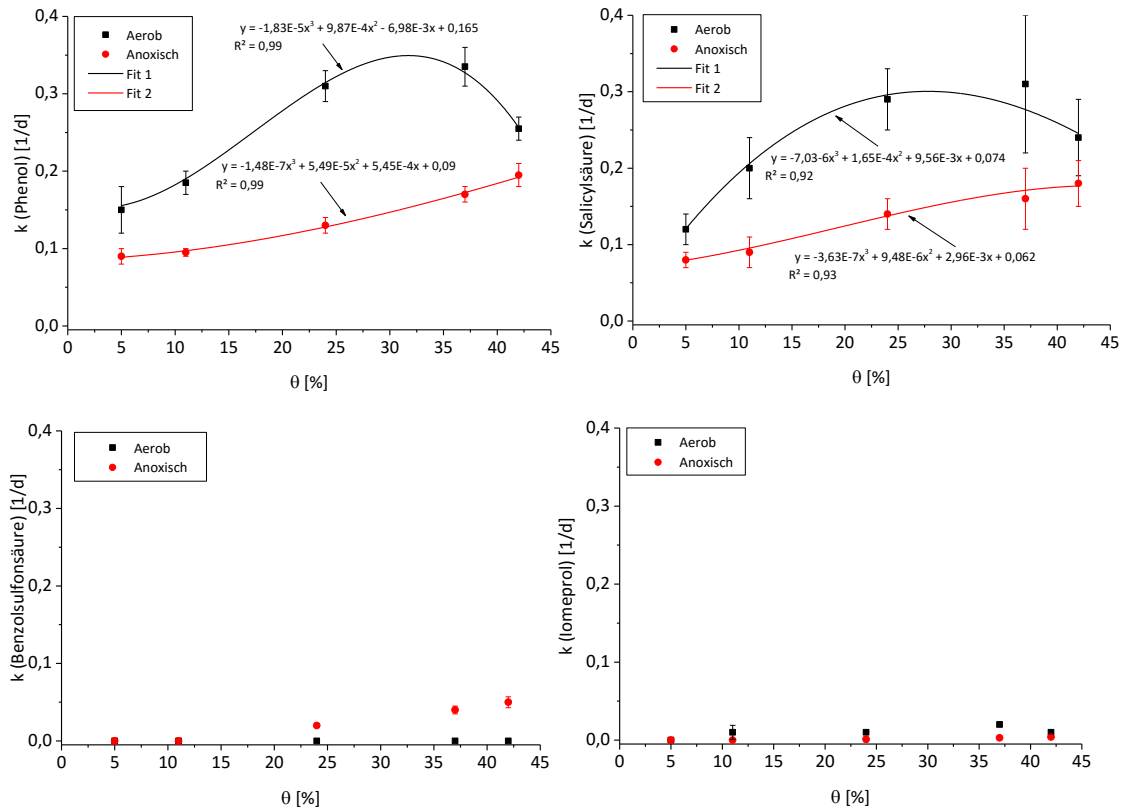 Aerob
Anoxisch
Fit 1
Fit 2
y = -1,83E-5x³ + 9,87E-4x² - 6,98E-3x + 0,165
R² = 0,99
y = -1,48E-7x³ + 5,49E-5x² + 5,45E-4x + 0,09
R² = 0,99
k (Phenol) [1/d]
0,4
0,3
0,2
0,1
0,0
0 5 10 15 20 25 30 35 40 45
θ [%]
Aerob
Anoxisch
Fit 1
Fit 2
y = -7,03-6x³ + 1,65E-4x² + 9,56E-3x + 0,074
R² = 0,92
y = -3,63E-7x³ + 9,48E-6x² + 2,96E-3x + 0,062
R² = 0,93
k (Salicylsäure) [1/d]
0,4
0,3
0,2
0,1
0,0
0 5 10 15 20 25 30 35 40 45
θ [%]
Aerob
Anoxisch
k (Benzolsulfonsäure) [1/d]
0,4
0,3
0,2
0,1
0,0
0 5 10 15 20 25 30 35 40 45
θ [%]
Aerob
Anoxisch
k (Iomeprol) [1/d]
0,4
0,3
0,2
0,1
0,0
0 5 10 15 20 25 30 35 40 45
θ [%]